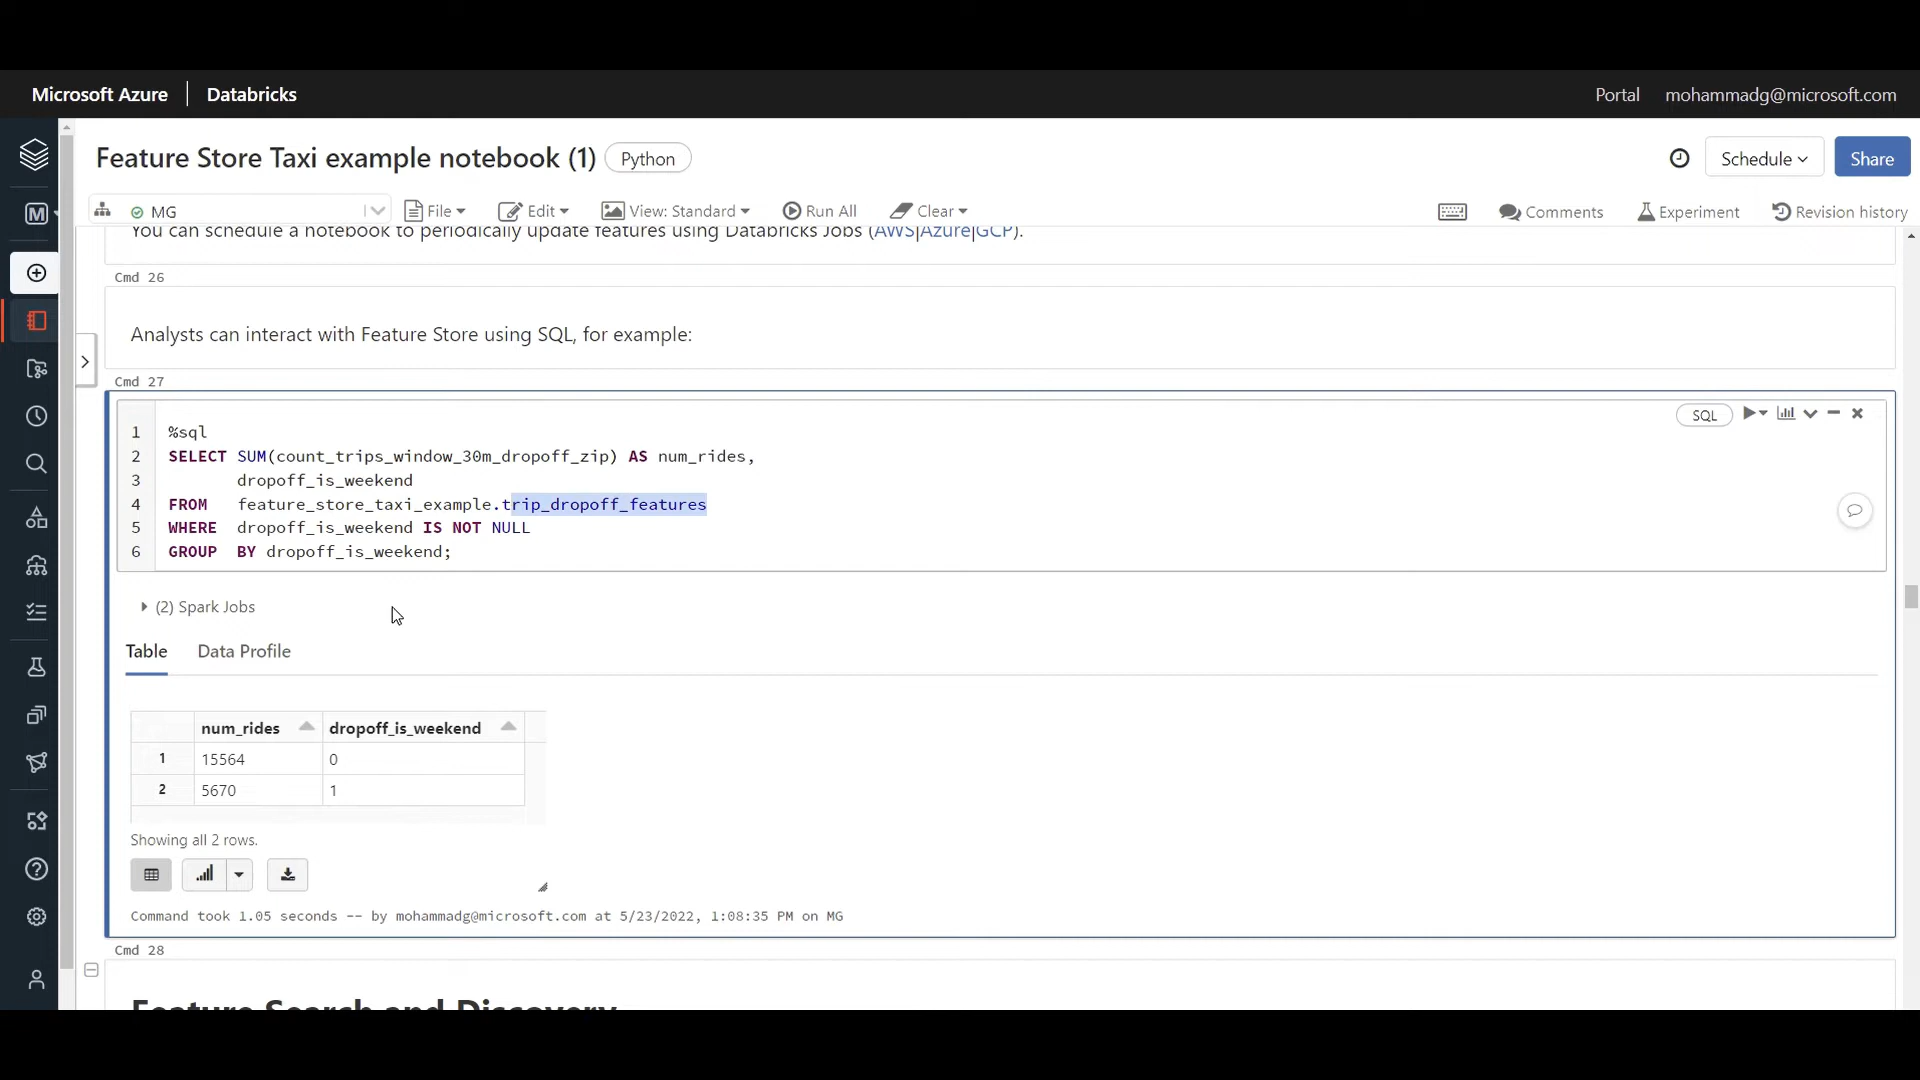 Microsoft Azure Databricks Portal mohammadg@microsoft.com
Feature Store Taxi example notebook (1) Python Schedule Share
MG File Edit View: Standard Run All Clear Comments Experiment Revision history
M
You can schedule a notebook to periodically update features using Databricks Jobs (AWS|Azure|GCP).
Cmd 26
Analysts can interact with Feature Store using SQL, for example:
Cmd 27
SQL
1 %sql
2 SELECT SUM(count_trips_window_30m_dropoff_zip) AS num_rides,
3 dropoff_is_weekend
4 FROM feature_store_taxi_example.trip_dropoff_features
5 WHERE dropoff_is_weekend IS NOT NULL
6 GROUP BY dropoff_is_weekend;
(2) Spark Jobs
Table Data Profile
num_rides dropoff_is_weekend
1 15564 0
2 5670 1
Showing all 2 rows.
Command took 1.05 seconds -- by mohammadg@microsoft.com at 5/23/2022, 1:08:35 PM on MG
Cmd 28
Feature Search and Discovery